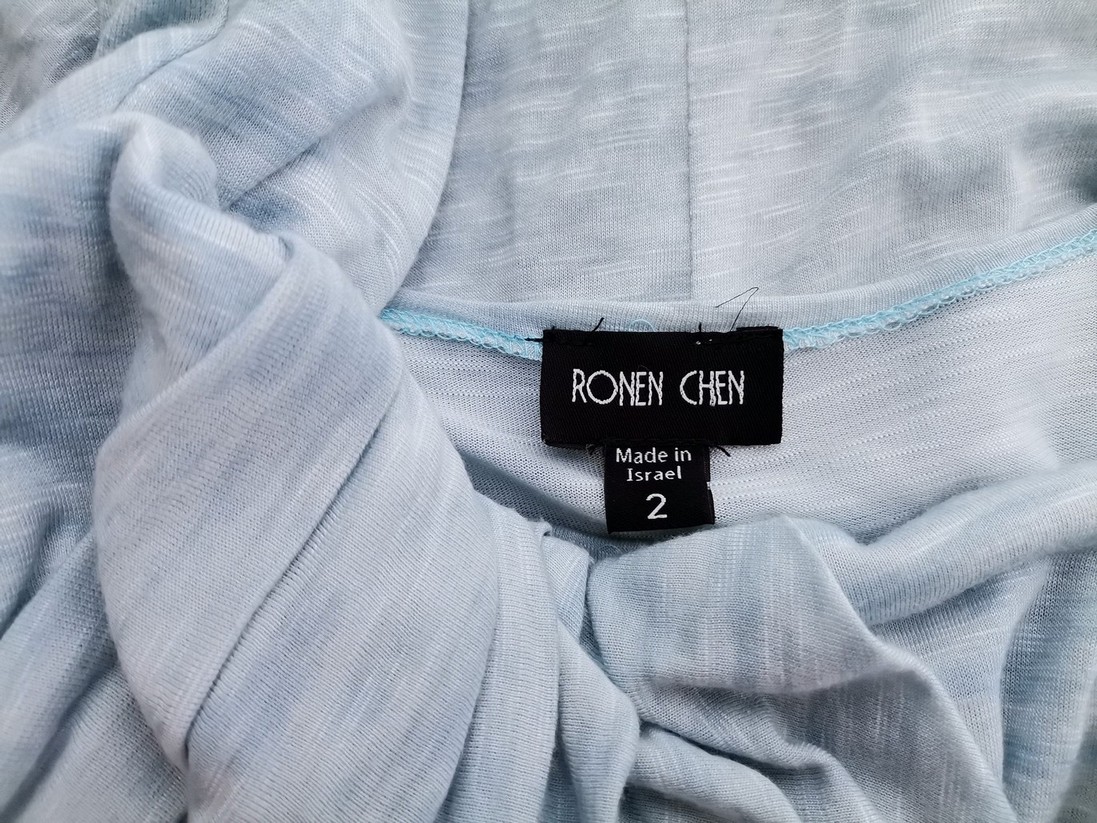 RONEN CHEN
Made in
Israel
2